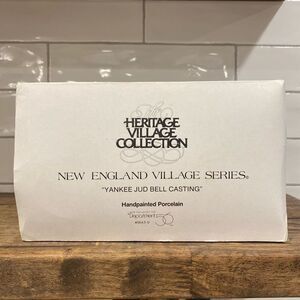 The
HERITAGE
VILLAGE
COLLECTION
NEW ENGLAND VILLAGE SERIES®
"YANKEE JUD BELL CASTING"
Handpainted Porcelain
Department 56